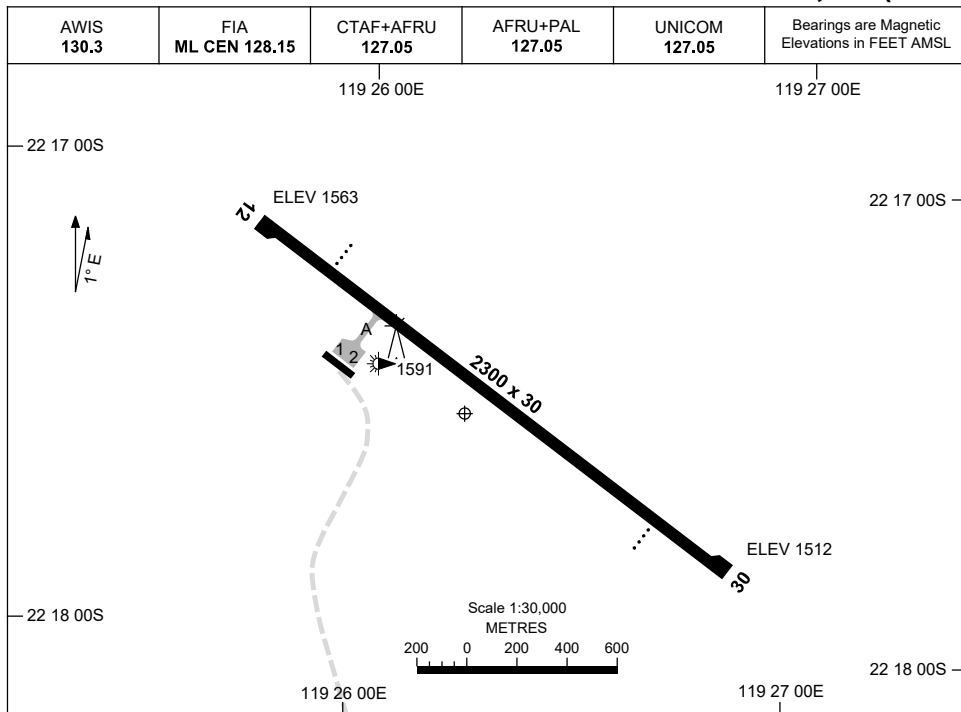 AWIS
130.3
FIA
ML CEN 128.15
CTAF+AFRU
127.05
AFRU+PAL
127.05
UNICOM
127.05
Bearings are Magnetic
Elevations in FEET AMSL
119 26 00E
119 27 00E
22 17 00S
22 17 00S
ELEV 1563
12
1° E
A
1 2
1591
2300 x 30
ELEV 1512
30
22 18 00S
Scale 1:30,000
METRES
200 0 200 400 600
22 18 00S
119 26 00E
119 27 00E